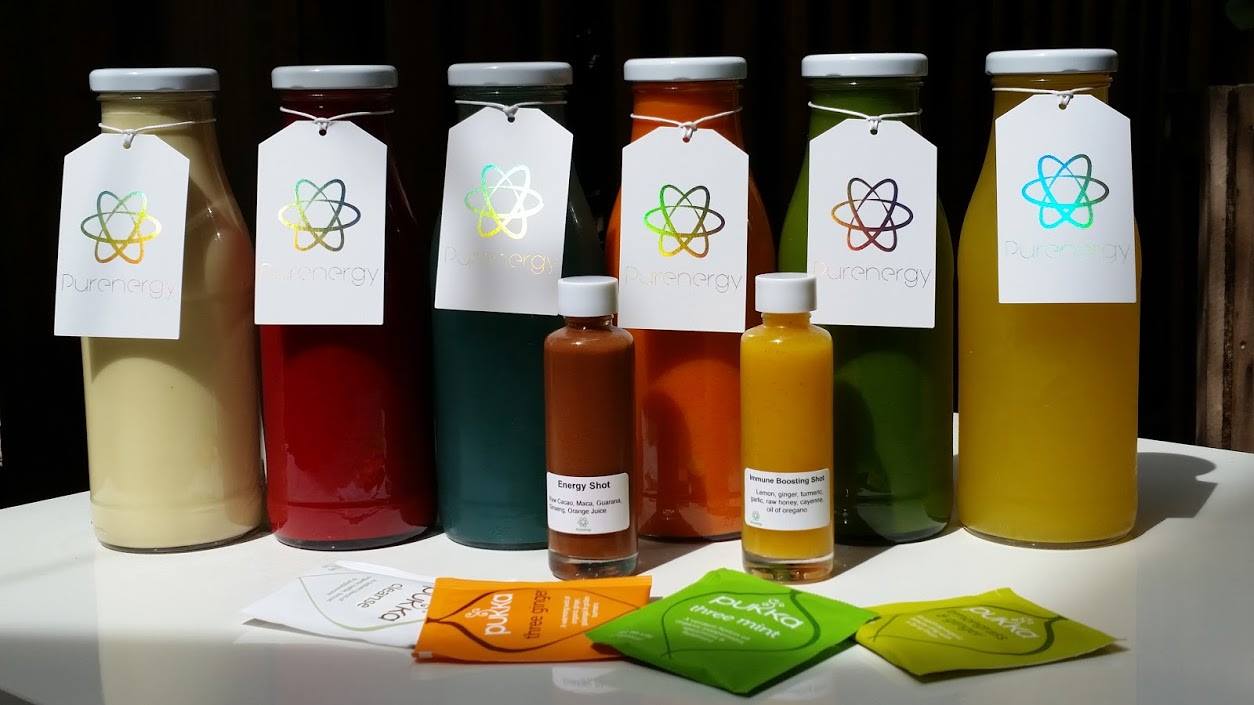 Purenergy
Purenergy
Purenergy
Purenergy
Purenergy
Purenergy
Energy Shot
Raw Cacao, Maca, Guarana,
Ginseng, Orange Juice
Immune Boosting Shot
Lemon, ginger, turmeric,
garlic, raw honey, cayenne,
oil of oregano
pukka
cleanse
pukka
three ginger
pukka
three mint
pukka
& ginger